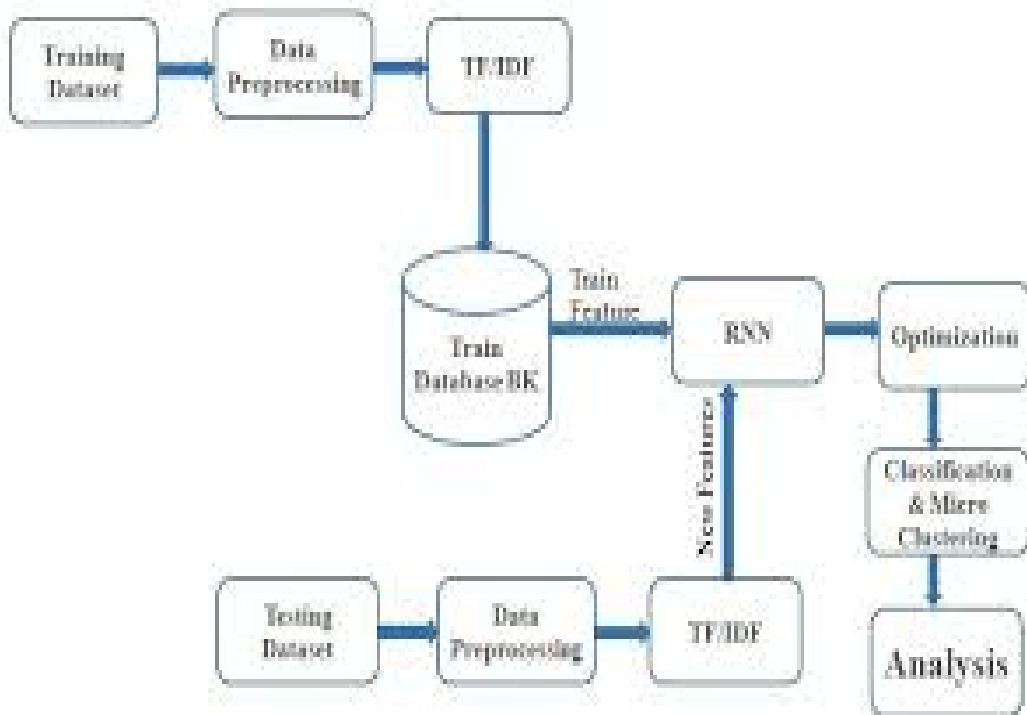 Training
Dataset
Data
Preprocessing
TF/IDF
Train
Database BK
Train
Feature
RNN
Optimization
Classification
& Micro
Clustering
Analysis
New Features
Testing
Dataset
Data
Preprocessing
TF/IDF